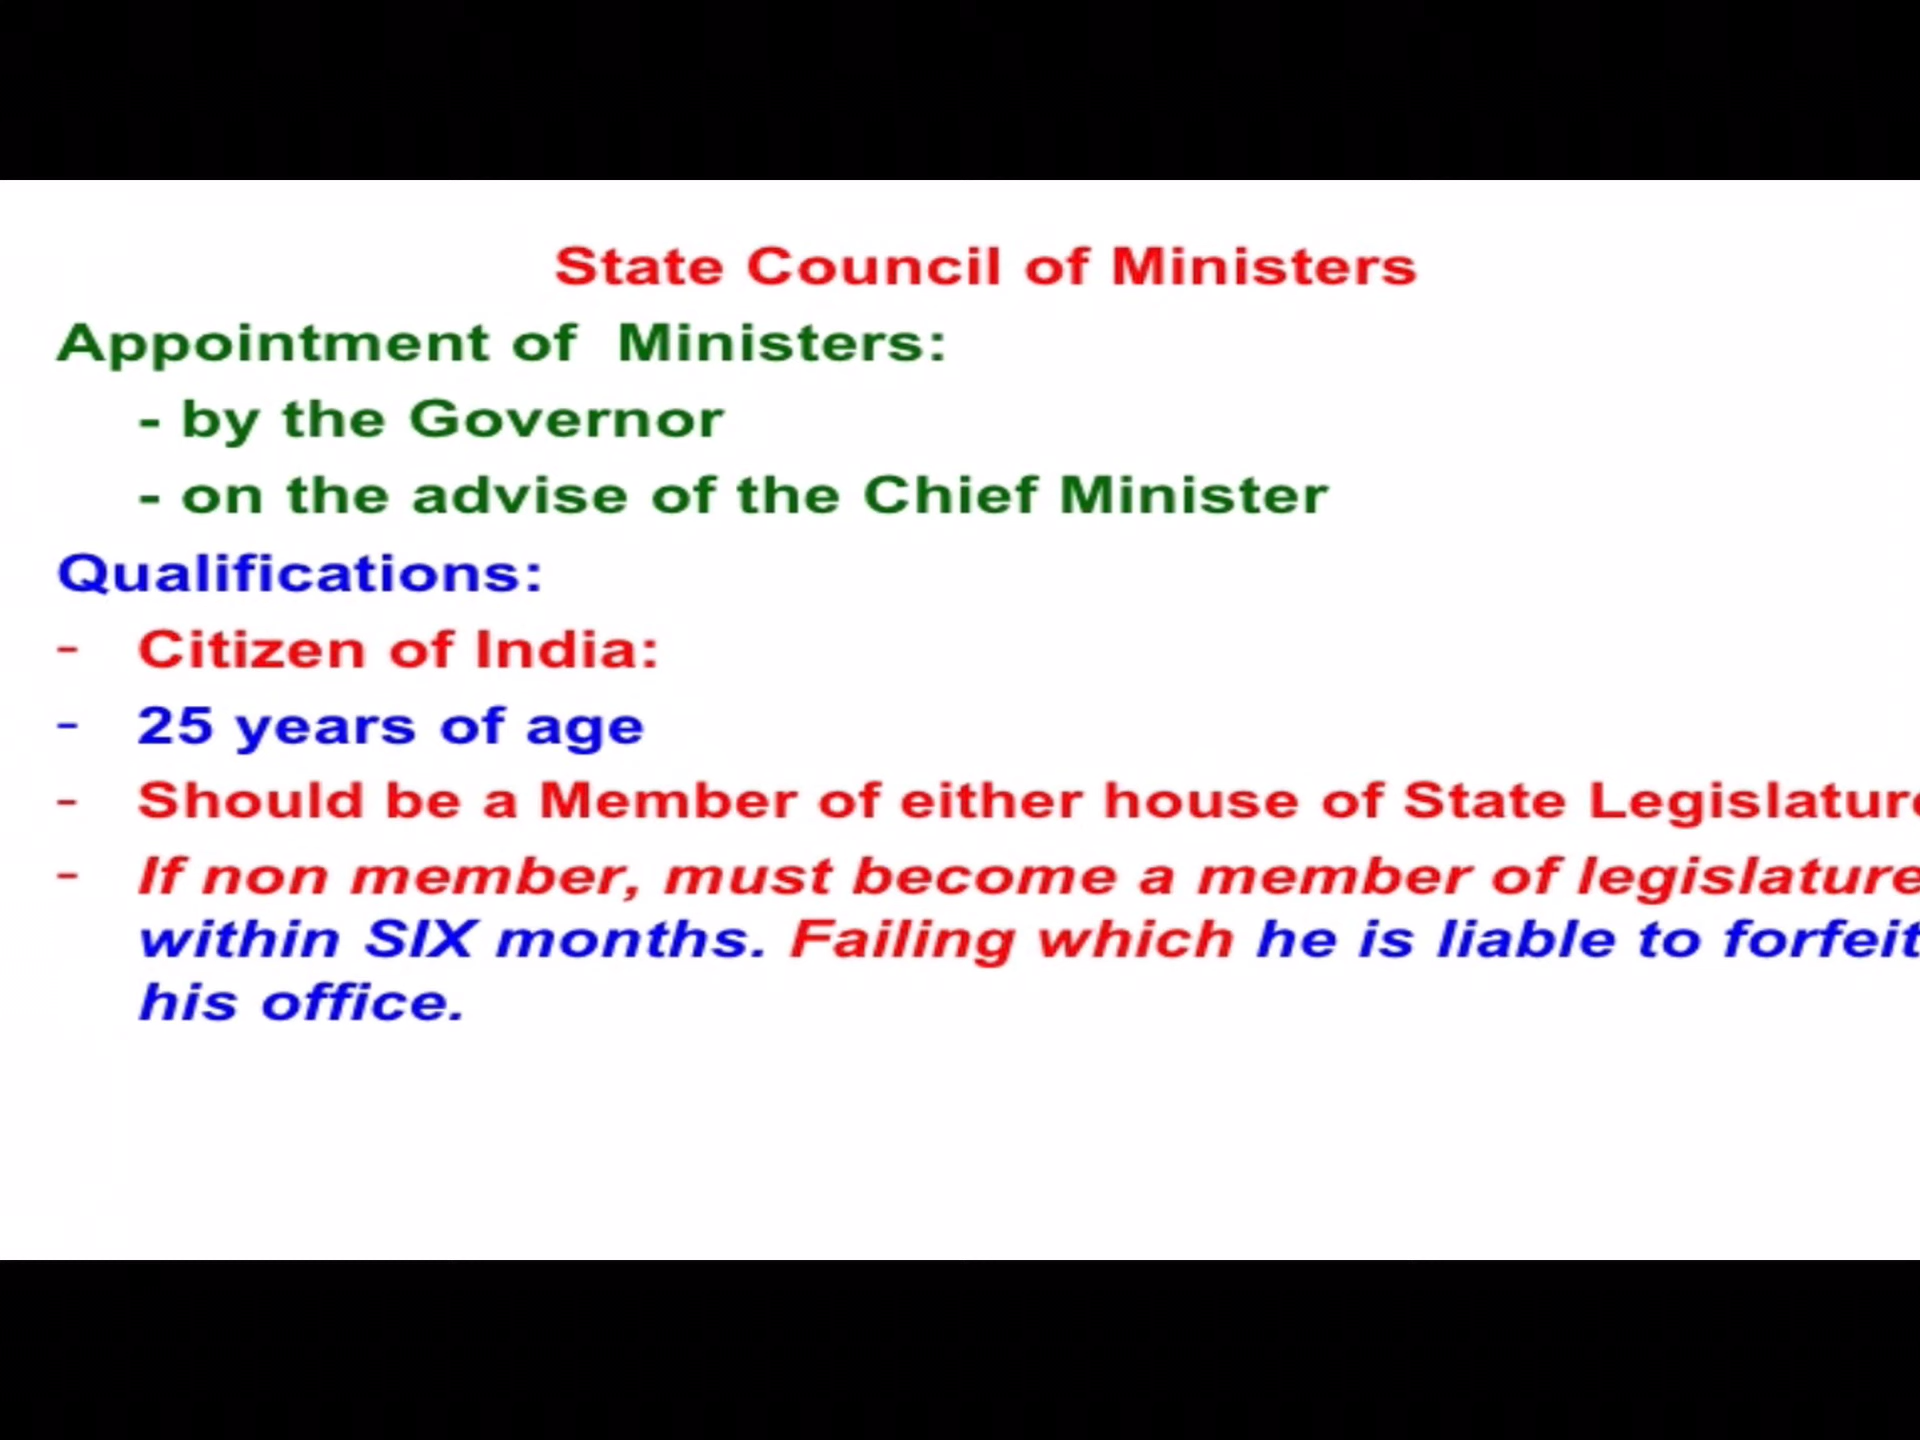 State Council of Ministers
Appointment of Ministers:
- by the Governor
- on the advise of the Chief Minister
Qualifications:
- Citizen of India:
- 25 years of age
- Should be a Member of either house of State Legislature
- If non member, must become a member of legislature
within SIX months. Failing which he is liable to forfeit
his office.